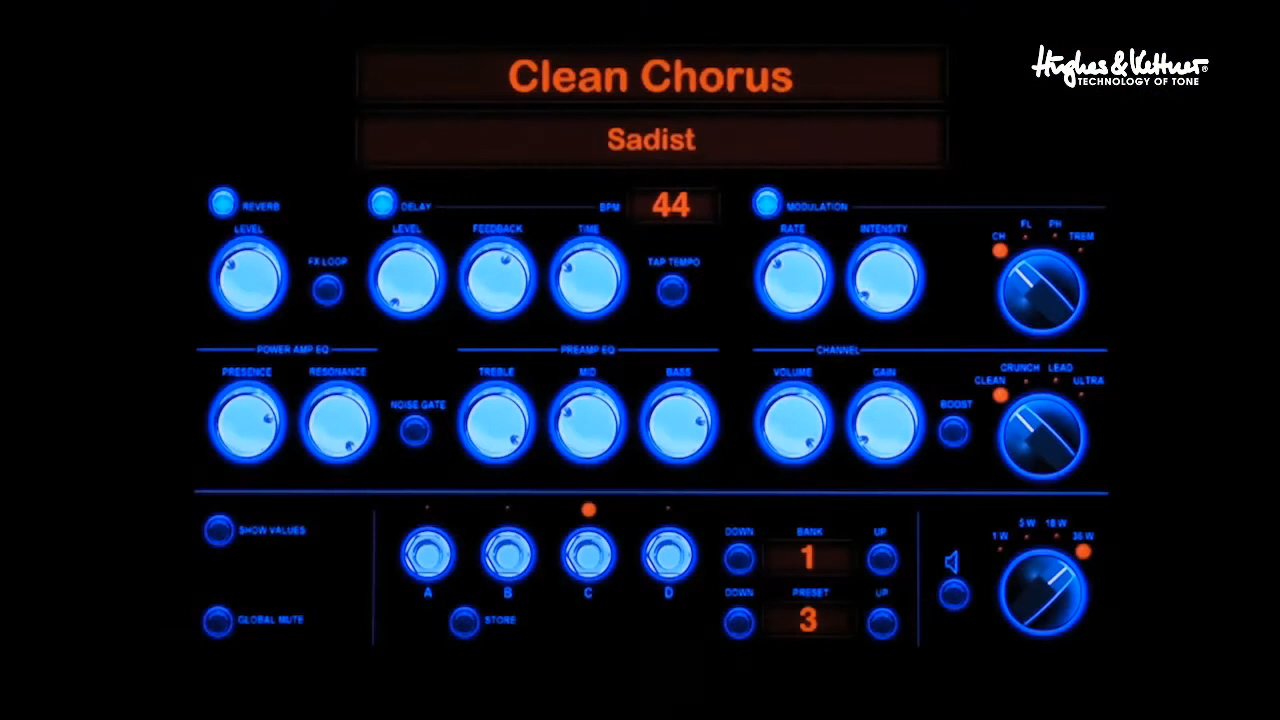 Clean Chorus
Hughes & Kettner®
TECHNOLOGY OF TONE
Sadist
REVERB
DELAY
BPM
44
MODULATION
LEVEL
FX LOOP
LEVEL
FEEDBACK
TIME
TAP TEMPO
RATE
INTENSITY
CH
FL
PH
TREM
POWER AMP EQ
PREAMP EQ
CHANNEL
PRESENCE
RESONANCE
NOISE GATE
TREBLE
MID
BASS
VOLUME
GAIN
BOOST
CLEAN
CRUNCH
LEAD
ULTRA
SHOW VALUES
GLOBAL MUTE
A
B
C
D
STORE
DOWN
BANK
UP
1
DOWN
PRESET
UP
3
1 W
5 W
18 W
36 W